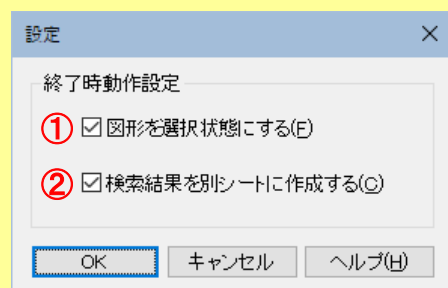 設定
終了時動作設定
① 図形を選択状態にする(F)
② 検索結果を別シートに作成する(C)
OK キャンセル ヘルプ(H)